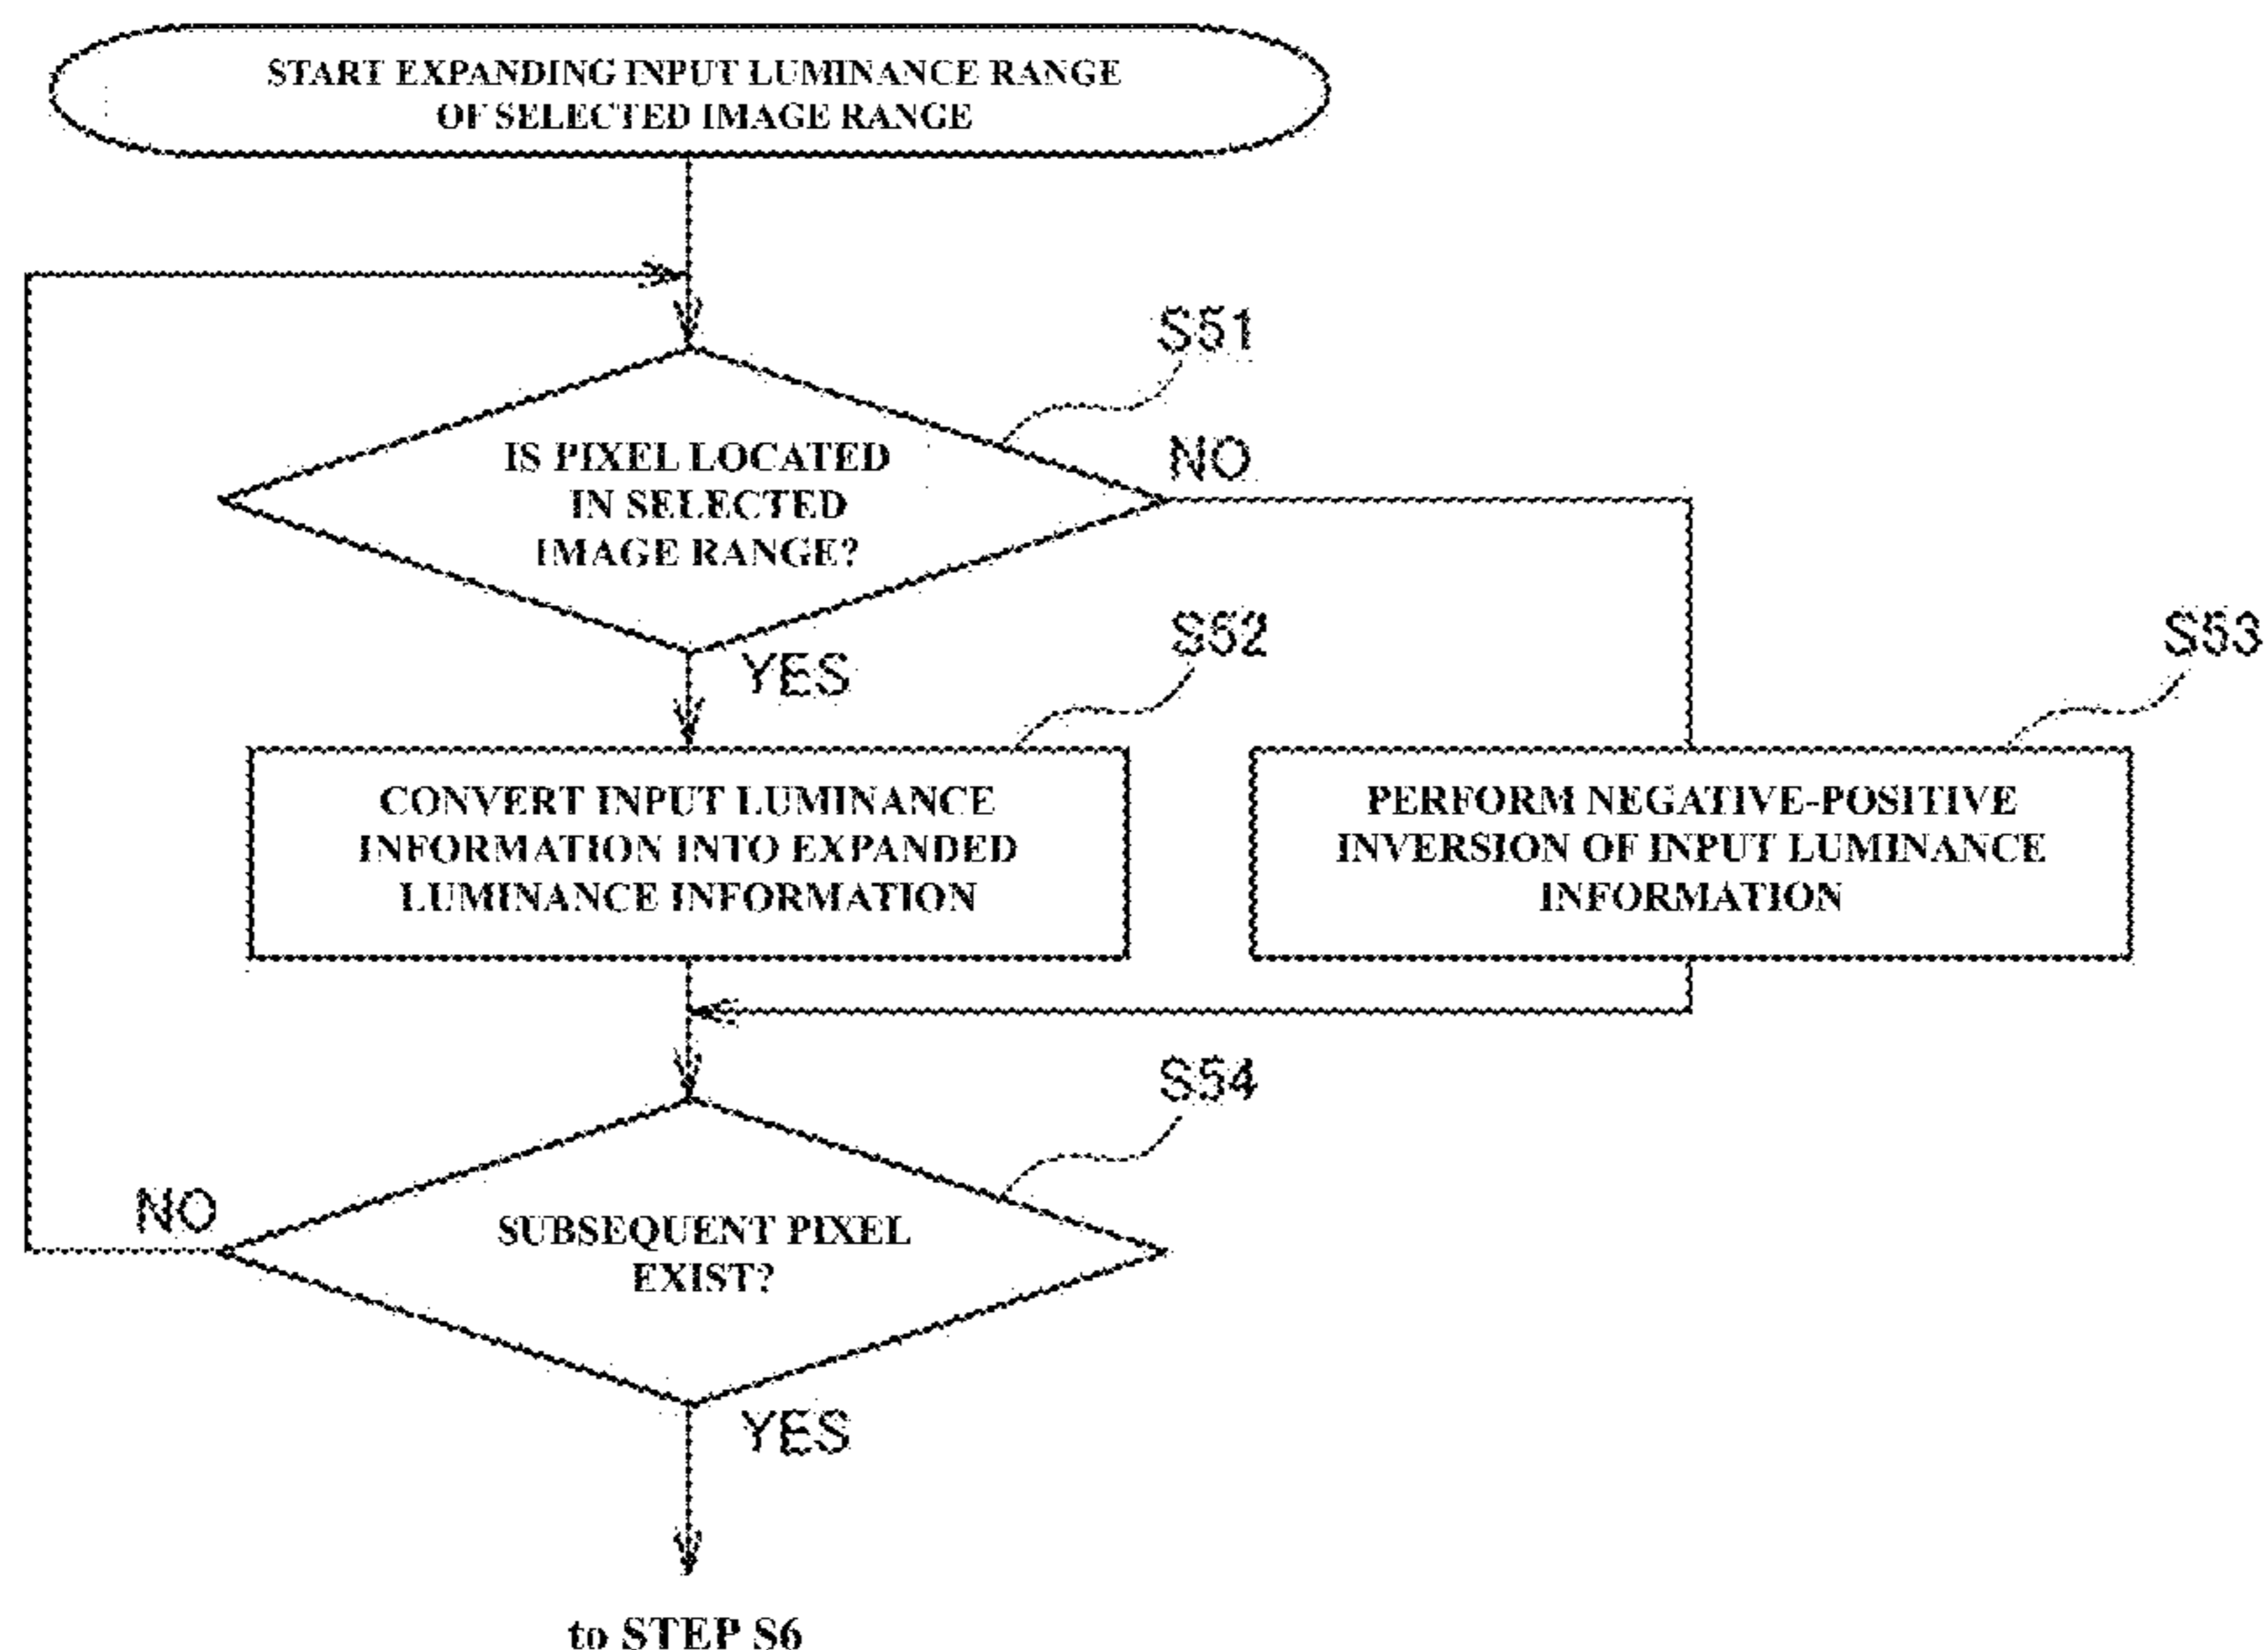 START EXPANDING INPUT LUMINANCE RANGE
OF SELECTED IMAGE RANGE
S51
IS PIXEL LOCATED
IN SELECTED
IMAGE RANGE?
NO
YES
S52
S53
CONVERT INPUT LUMINANCE
INFORMATION INTO EXPANDED
LUMINANCE INFORMATION
PERFORM NEGATIVE-POSITIVE
INVERSION OF INPUT LUMINANCE
INFORMATION
S54
NO
SUBSEQUENT PIXEL
EXIST?
YES
to STEP S6